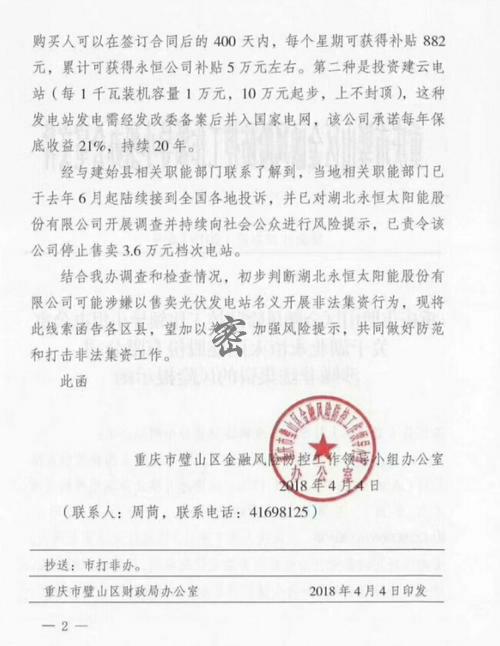 购买人可以在签订合同后的 400 天内，每个星期可获得补贴 882
元，累计可获得永恒公司补贴 5 万元左右。第二种是投资建云电
站（每 1 千瓦装机容量 1 万元，10 万元起步，上不封顶），这种
发电站发电需经发改委备案后并入国家电网，该公司承诺每年保
底收益 21%，持续 20 年。
经与建始县相关职能部门联系了解到，当地相关职能部门已
于去年 6 月起陆续接到全国各地投诉，并已对湖北永恒太阳能股
份有限公司开展调查并持续向社会公众进行风险提示，已责令该
公司停止售卖 3.6 万元档次电站。
结合我办调查和检查情况，初步判断湖北永恒太阳能股份有
限公司可能涉嫌以售卖光伏发电站名义开展非法集资行为，现将
此线索函告各区县，望加以关 密 加强风险提示，共同做好防范
和打击非法集资工作。
此函
重庆市璧山区金融风险防控工作领导小组办公室
2018 年 4 月 4 日
（联系人：周茼，联系电话：41698125）
抄送：市打非办。
重庆市璧山区财政局办公室 2018 年 4 月 4 日印发
— 2 —